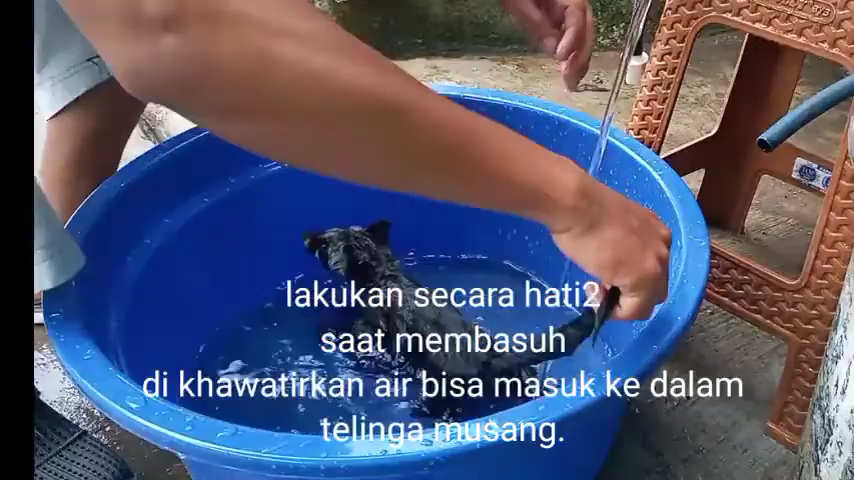 lakukan secara hati2
saat membasuh
di khawatirkan air bisa masuk ke dalam
telinga musang.